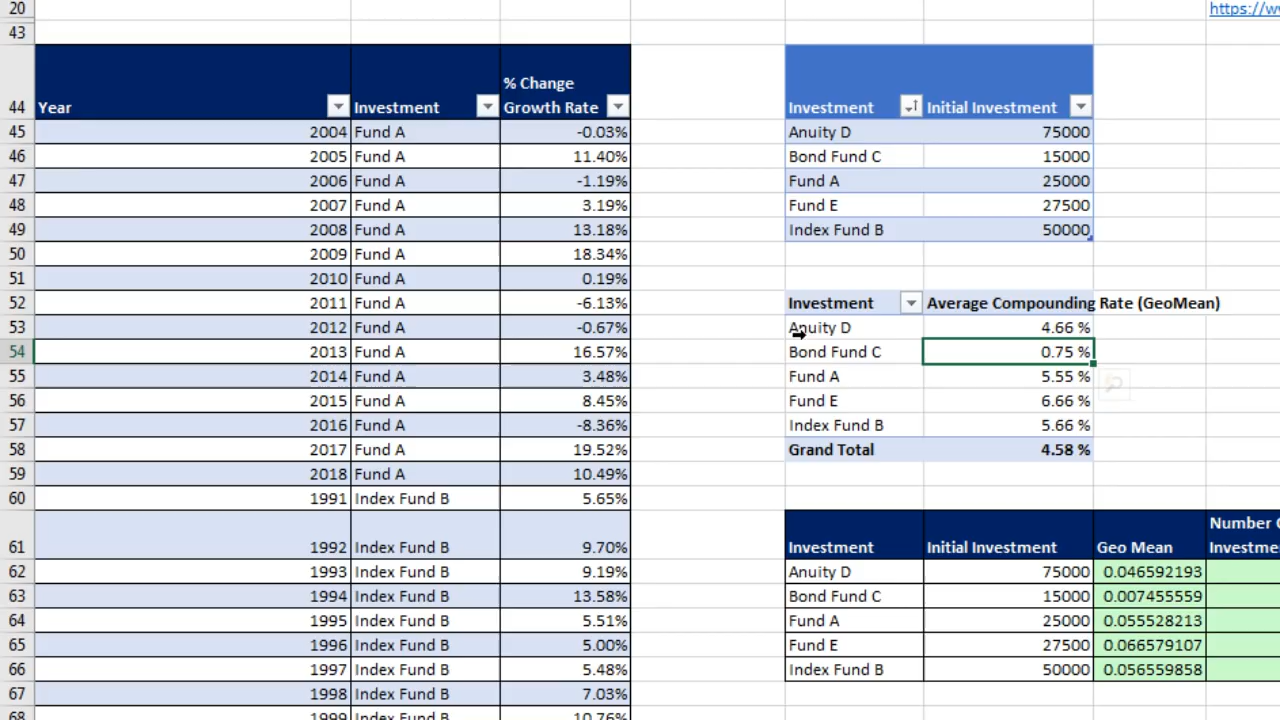 20 https://w
43
% Change
44 Year Investment Growth Rate Investment Initial Investment
45 2004 Fund A -0.03% Anuity D 75000
46 2005 Fund A 11.40% Bond Fund C 15000
47 2006 Fund A -1.19% Fund A 25000
48 2007 Fund A 3.19% Fund E 27500
49 2008 Fund A 13.18% Index Fund B 50000
50 2009 Fund A 18.34%
51 2010 Fund A 0.19%
52 2011 Fund A -6.13% Investment Average Compounding Rate (GeoMean)
53 2012 Fund A -0.67% Anuity D 4.66 %
54 2013 Fund A 16.57% Bond Fund C 0.75 %
55 2014 Fund A 3.48% Fund A 5.55 %
56 2015 Fund A 8.45% Fund E 6.66 %
57 2016 Fund A -8.36% Index Fund B 5.66 %
58 2017 Fund A 19.52% Grand Total 4.58 %
59 2018 Fund A 10.49%
60 1991 Index Fund B 5.65%
Number
61 1992 Index Fund B 9.70% Investment Initial Investment Geo Mean Investme
62 1993 Index Fund B 9.19% Anuity D 75000 0.046592193
63 1994 Index Fund B 13.58% Bond Fund C 15000 0.007455559
64 1995 Index Fund B 5.51% Fund A 25000 0.055528213
65 1996 Index Fund B 5.00% Fund E 27500 0.066579107
66 1997 Index Fund B 5.48% Index Fund B 50000 0.056559858
67 1998 Index Fund B 7.03%
68 1999 Index Fund B 10.76%